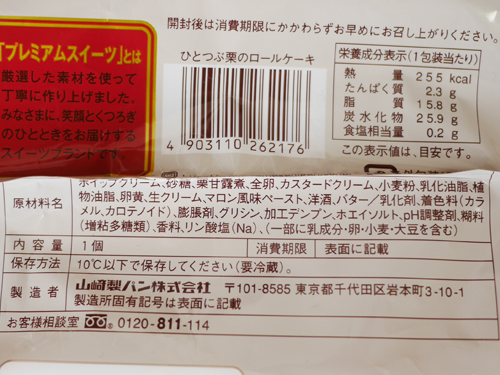 開封後は消費期限にかかわらずお早めにお召し上がりください。
「プレミアムスイーツ」とは
厳選した素材を使って
丁寧に作り上げました。
みなさまに、笑顔とくつろぎ
のひとときをお届けする
スイーツブランドです。
ひとつぶ栗のロールケーキ
4 903110 262176
栄養成分表示(1包装当たり)
熱量 255 kcal
たんぱく質 2.3 g
脂質 15.8 g
炭水化物 25.9 g
食塩相当量 0.2 g
この表示値は、目安です。
原材料名
ホイップクリーム、砂糖、栗甘露煮、全卵、カスタードクリーム、小麦粉、乳化油脂、植
物油脂、卵黄、生クリーム、マロン風味ペースト、洋酒、バター／乳化剤、着色料(カラ
メル、カロテノイド)、膨脹剤、グリシン、加工デンプン、ホエイソルト、pH調整剤、糊料
(増粘多糖類)、香料、リン酸塩(Na)、(一部に乳成分・卵・小麦・大豆を含む)
内容量 1個 消費期限 表面に記載
保存方法 10℃以下で保存してください(要冷蔵)。
製造者 山崎製パン株式会社 〒101-8585 東京都千代田区岩本町3-10-1
製造所固有記号は表面に記載
お客様相談室 0120-811-114